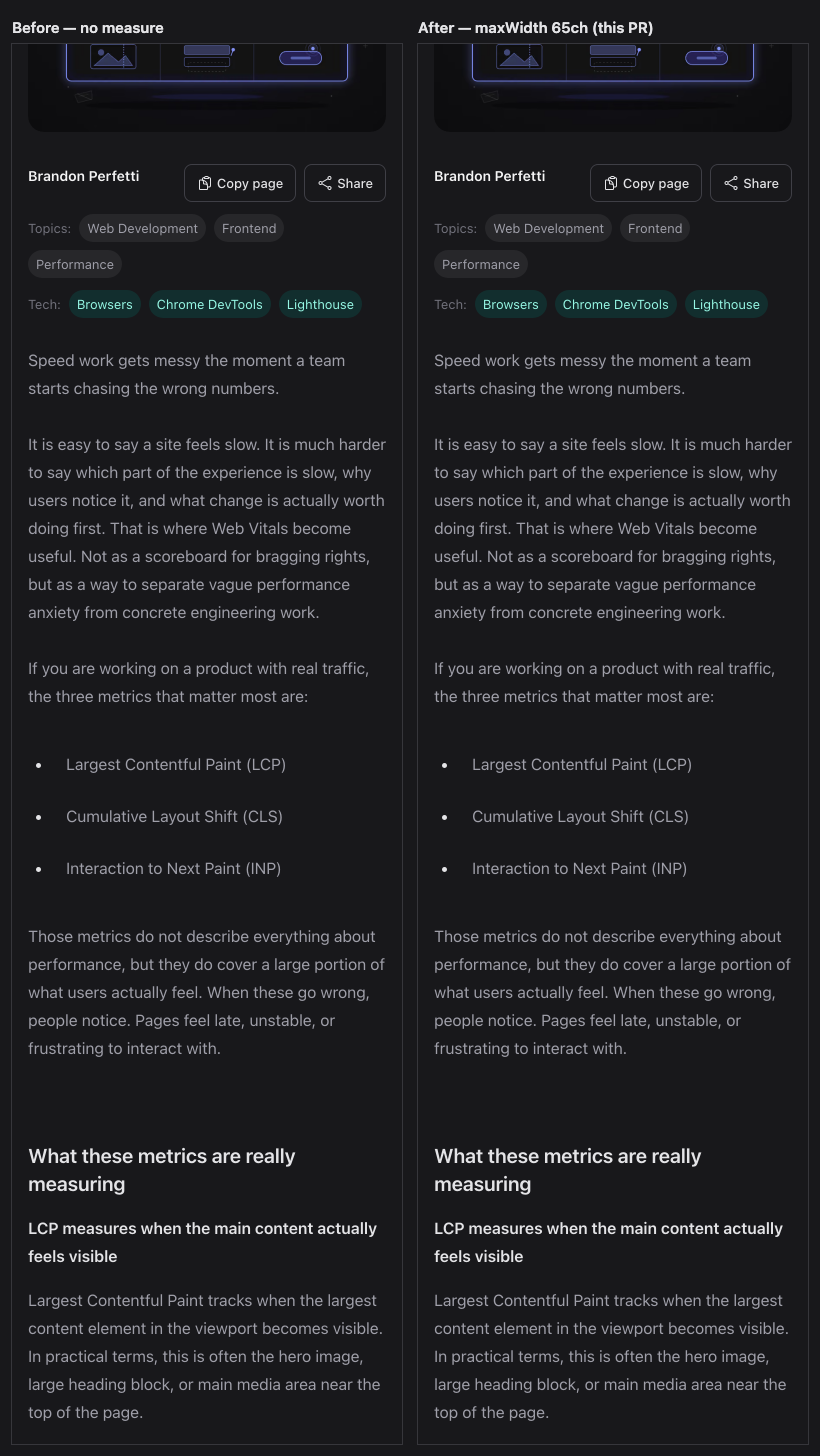 Before — no measure
Brandon Perfetti
Copy page
Share
Topics:
Web Development
Frontend
Performance
Tech:
Browsers
Chrome DevTools
Lighthouse
Speed work gets messy the moment a team
starts chasing the wrong numbers.
It is easy to say a site feels slow. It is much harder
to say which part of the experience is slow, why
users notice it, and what change is actually worth
doing first. That is where Web Vitals become
useful. Not as a scoreboard for bragging rights,
but as a way to separate vague performance
anxiety from concrete engineering work.
If you are working on a product with real traffic,
the three metrics that matter most are:
• Largest Contentful Paint (LCP)
• Cumulative Layout Shift (CLS)
• Interaction to Next Paint (INP)
Those metrics do not describe everything about
performance, but they do cover a large portion of
what users actually feel. When these go wrong,
people notice. Pages feel late, unstable, or
frustrating to interact with.
What these metrics are really
measuring
LCP measures when the main content actually
feels visible
Largest Contentful Paint tracks when the largest
content element in the viewport becomes visible.
In practical terms, this is often the hero image,
large heading block, or main media area near the
top of the page.
After — maxWidth 65ch (this PR)
Brandon Perfetti
Copy page
Share
Topics:
Web Development
Frontend
Performance
Tech:
Browsers
Chrome DevTools
Lighthouse
Speed work gets messy the moment a team
starts chasing the wrong numbers.
It is easy to say a site feels slow. It is much harder
to say which part of the experience is slow, why
users notice it, and what change is actually worth
doing first. That is where Web Vitals become
useful. Not as a scoreboard for bragging rights,
but as a way to separate vague performance
anxiety from concrete engineering work.
If you are working on a product with real traffic,
the three metrics that matter most are:
• Largest Contentful Paint (LCP)
• Cumulative Layout Shift (CLS)
• Interaction to Next Paint (INP)
Those metrics do not describe everything about
performance, but they do cover a large portion of
what users actually feel. When these go wrong,
people notice. Pages feel late, unstable, or
frustrating to interact with.
What these metrics are really
measuring
LCP measures when the main content actually
feels visible
Largest Contentful Paint tracks when the largest
content element in the viewport becomes visible.
In practical terms, this is often the hero image,
large heading block, or main media area near the
top of the page.